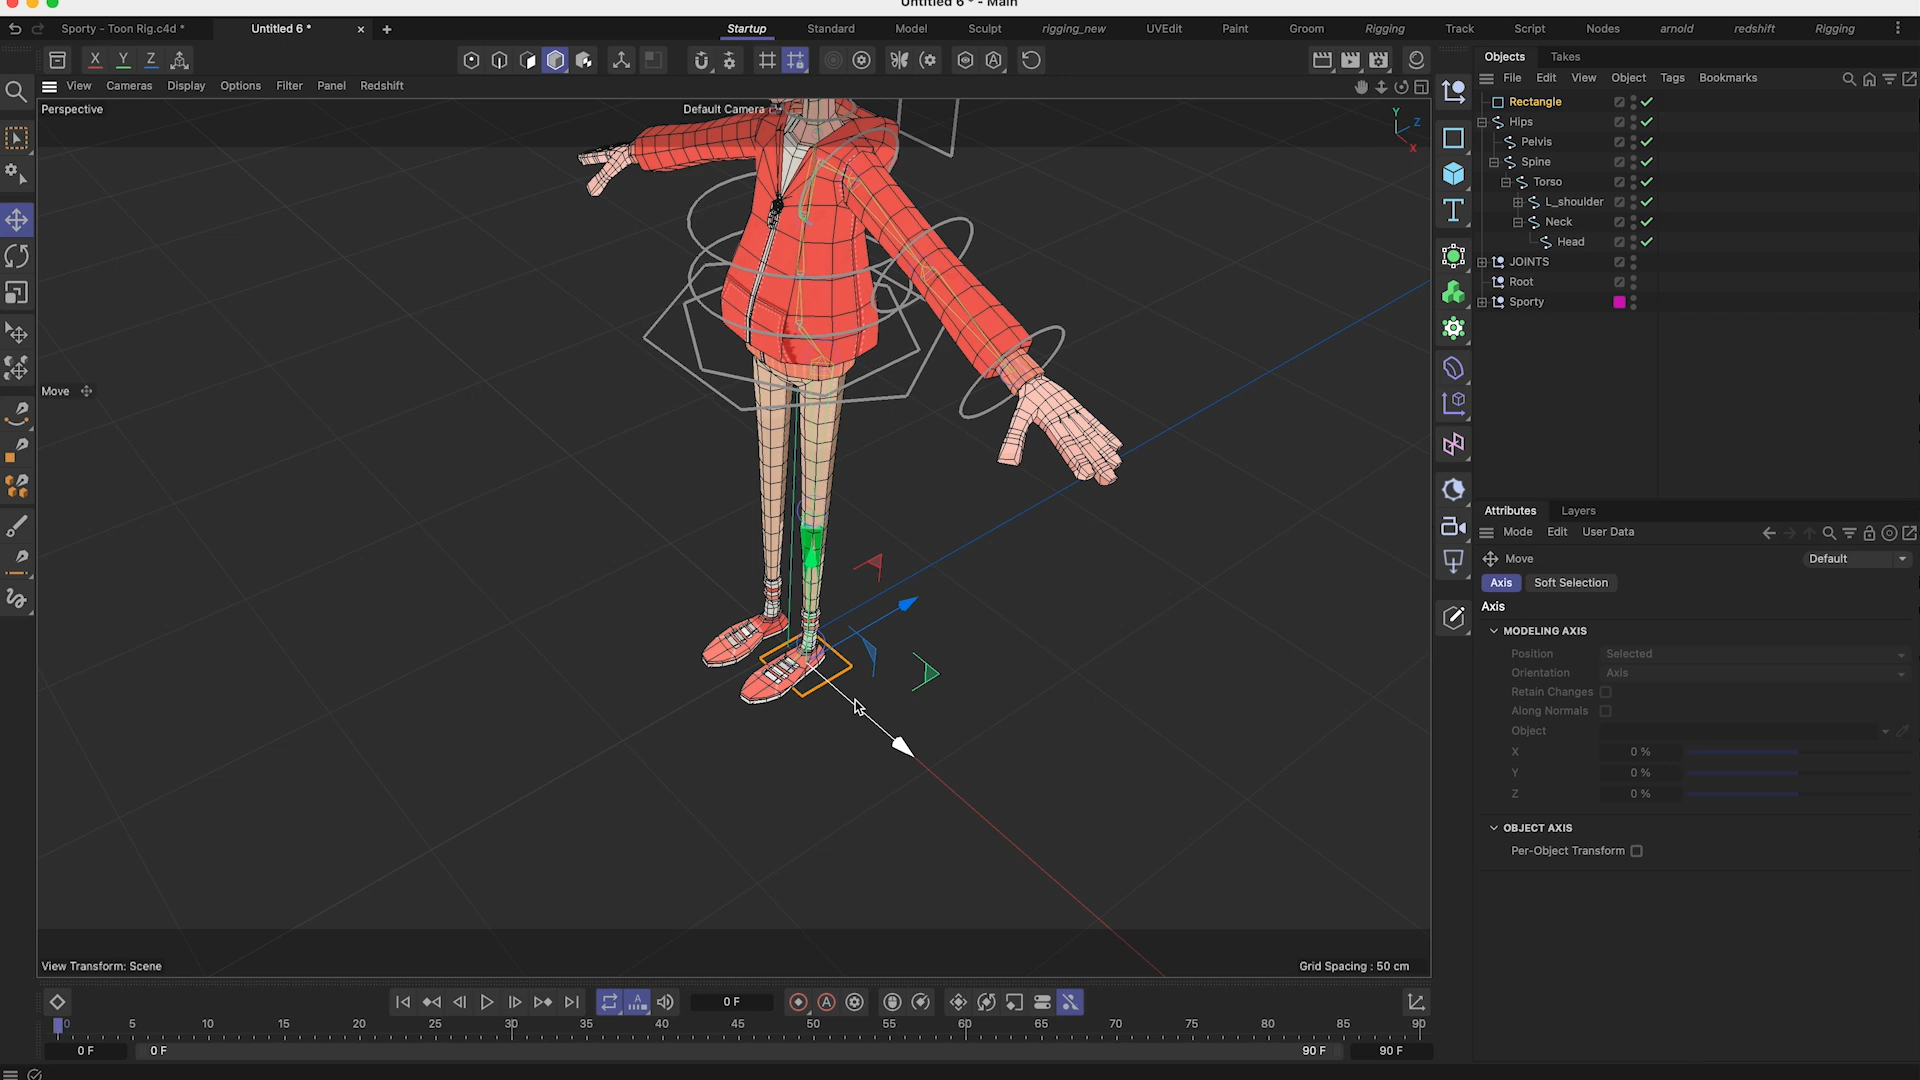 Untitled 6 * - Main
Sporty - Toon Rig.c4d *
Untitled 6 *
Startup
Standard
Model
Sculpt
rigging_new
UVEdit
Paint
Groom
Rigging
Track
Script
Nodes
arnold
redshift
Rigging
X
Y
Z
Objects
Takes
View
Cameras
Display
Options
Filter
Panel
Redshift
File
Edit
View
Object
Tags
Bookmarks
Perspective
Default Camera
Y
Z
X
Rectangle
Hips
Pelvis
Spine
Torso
L_shoulder
Neck
Head
JOINTS
Root
Sporty
Move
Attributes
Layers
Mode
Edit
User Data
Move
Default
Axis
Soft Selection
Axis
MODELING AXIS
Position
Selected
Orientation
Axis
Retain Changes
Along Normals
Object
X
0 %
Y
0 %
Z
0 %
OBJECT AXIS
Per-Object Transform
View Transform: Scene
Grid Spacing : 50 cm
0 F
0
5
10
15
20
25
30
35
40
45
50
55
60
65
70
75
80
85
90
0 F
0 F
90 F
90 F